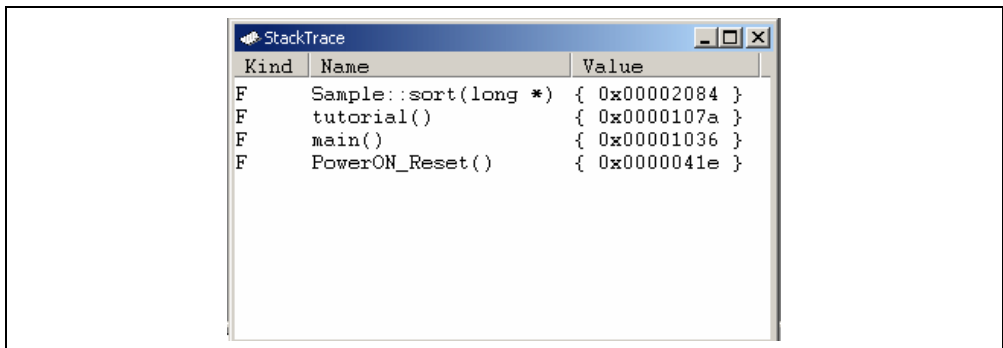 StackTrace
Kind Name Value
F Sample::sort(long *) { 0x00002084 }
F tutorial() { 0x0000107a }
F main() { 0x00001036 }
F PowerON_Reset() { 0x0000041e }